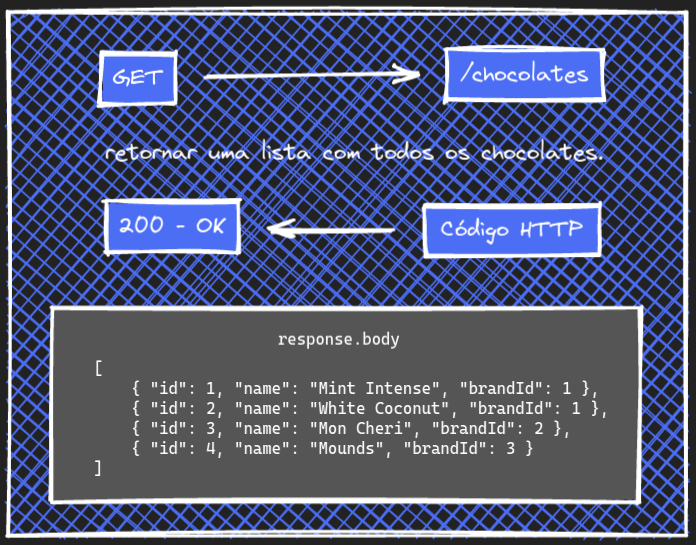 GET
/chocolates
retornar uma lista com todos os chocolates.
200 - OK
Código HTTP
response.body
[
{ "id": 1, "name": "Mint Intense", "brandId": 1 },
{ "id": 2, "name": "White Coconut", "brandId": 1 },
{ "id": 3, "name": "Mon Cheri", "brandId": 2 },
{ "id": 4, "name": "Mounds", "brandId": 3 }
]